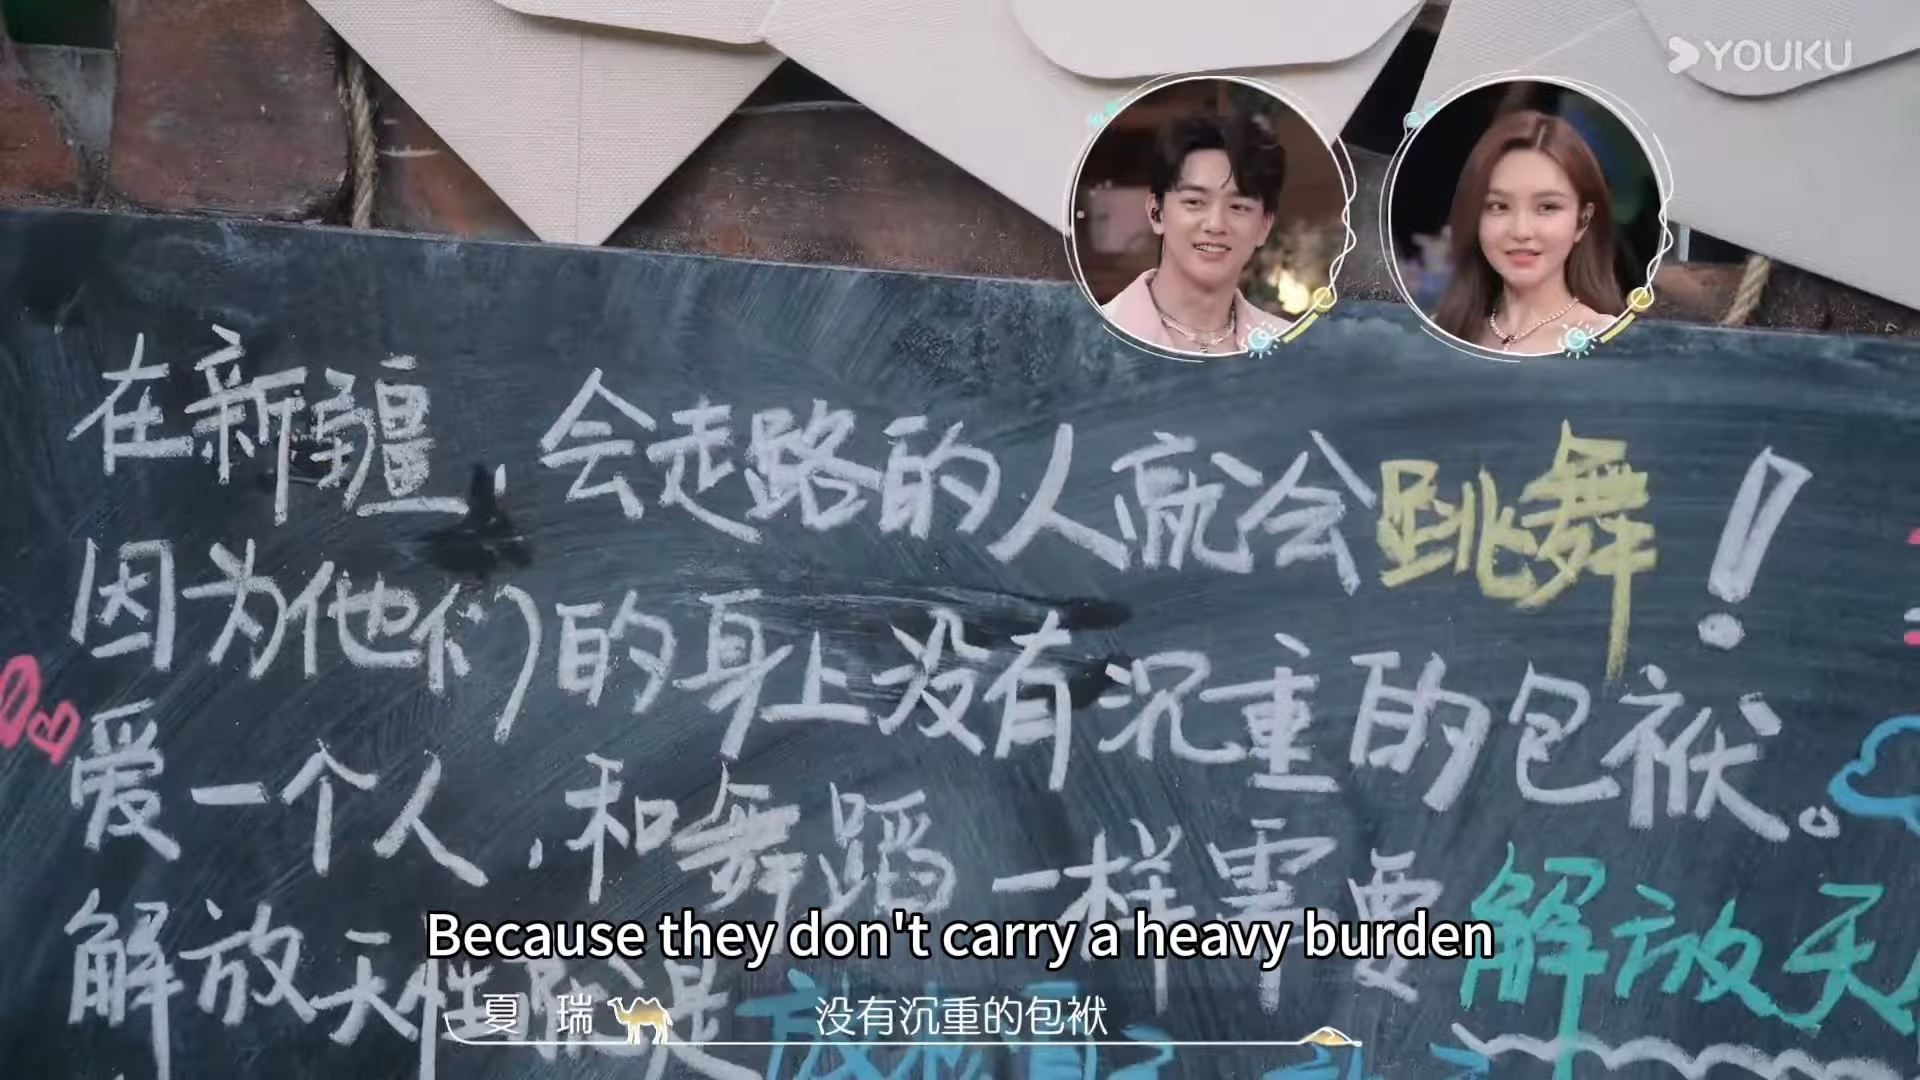 YOUKU
在新疆，会走路的人就会跳舞！
因为他们的身上没有沉重的包袱。
爱一个人，和舞蹈一样需要解放天
解放天性
Because they don't carry a heavy burden
夏 瑞 没有沉重的包袱